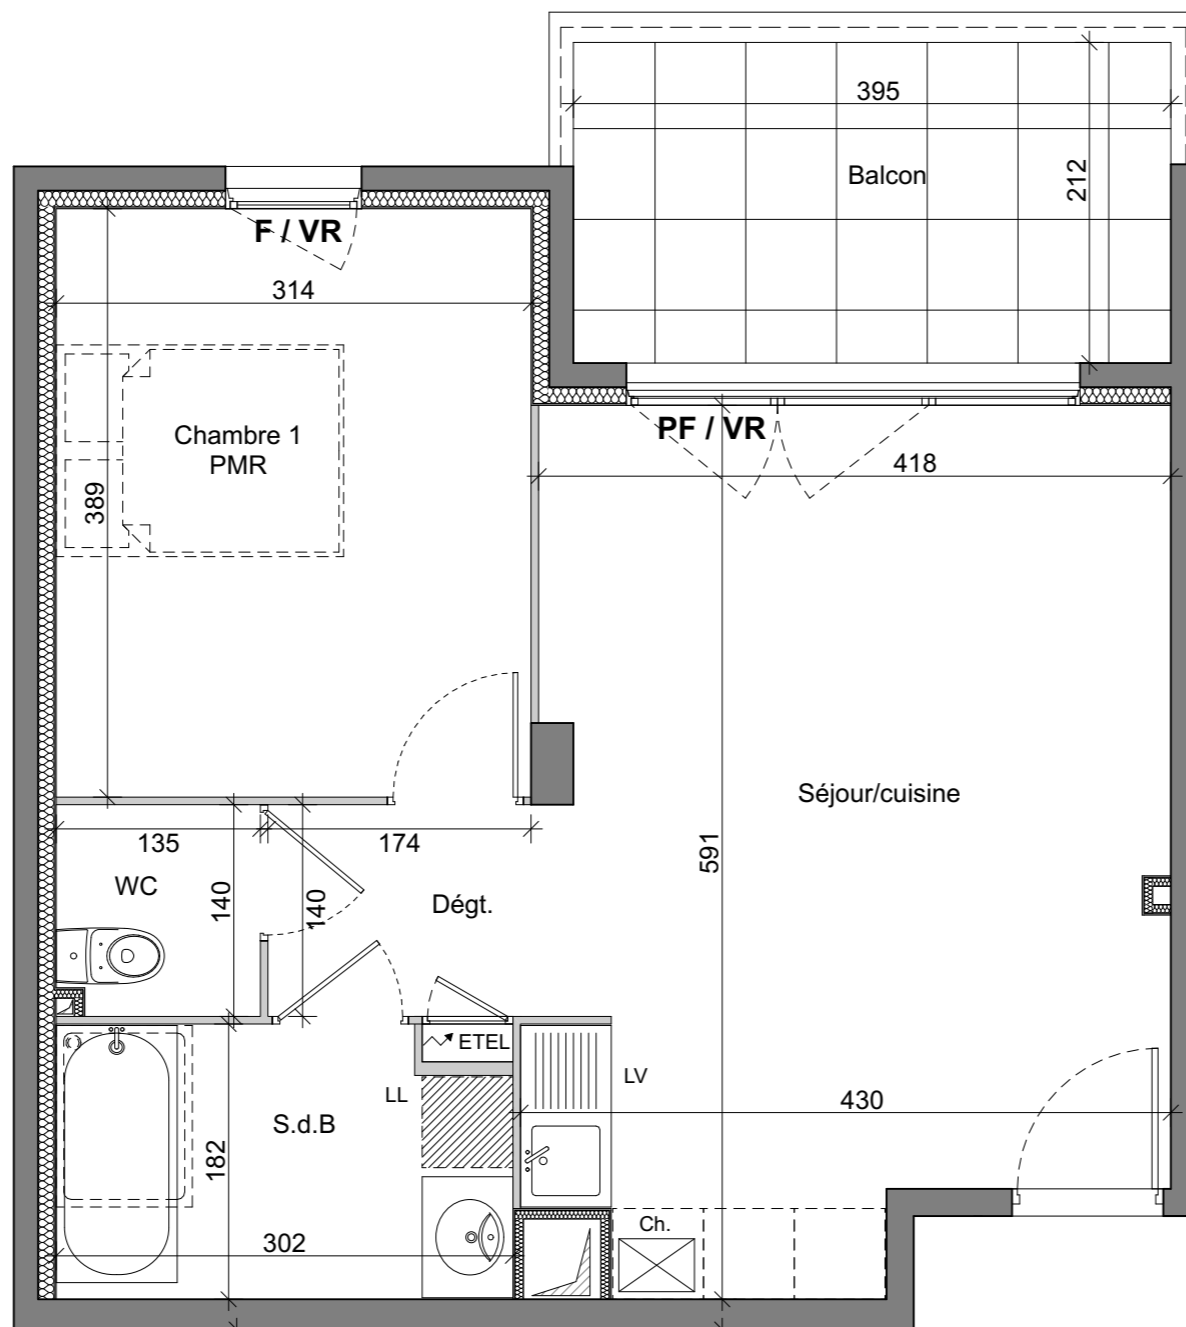 395
Balcon
212
F / VR
314
Chambre 1
PMR
389
PF / VR
418
Séjour/cuisine
135
174
WC
140
140
Dégt.
591
ETEL
LL
LV
S.d.B
182
430
302
Ch.